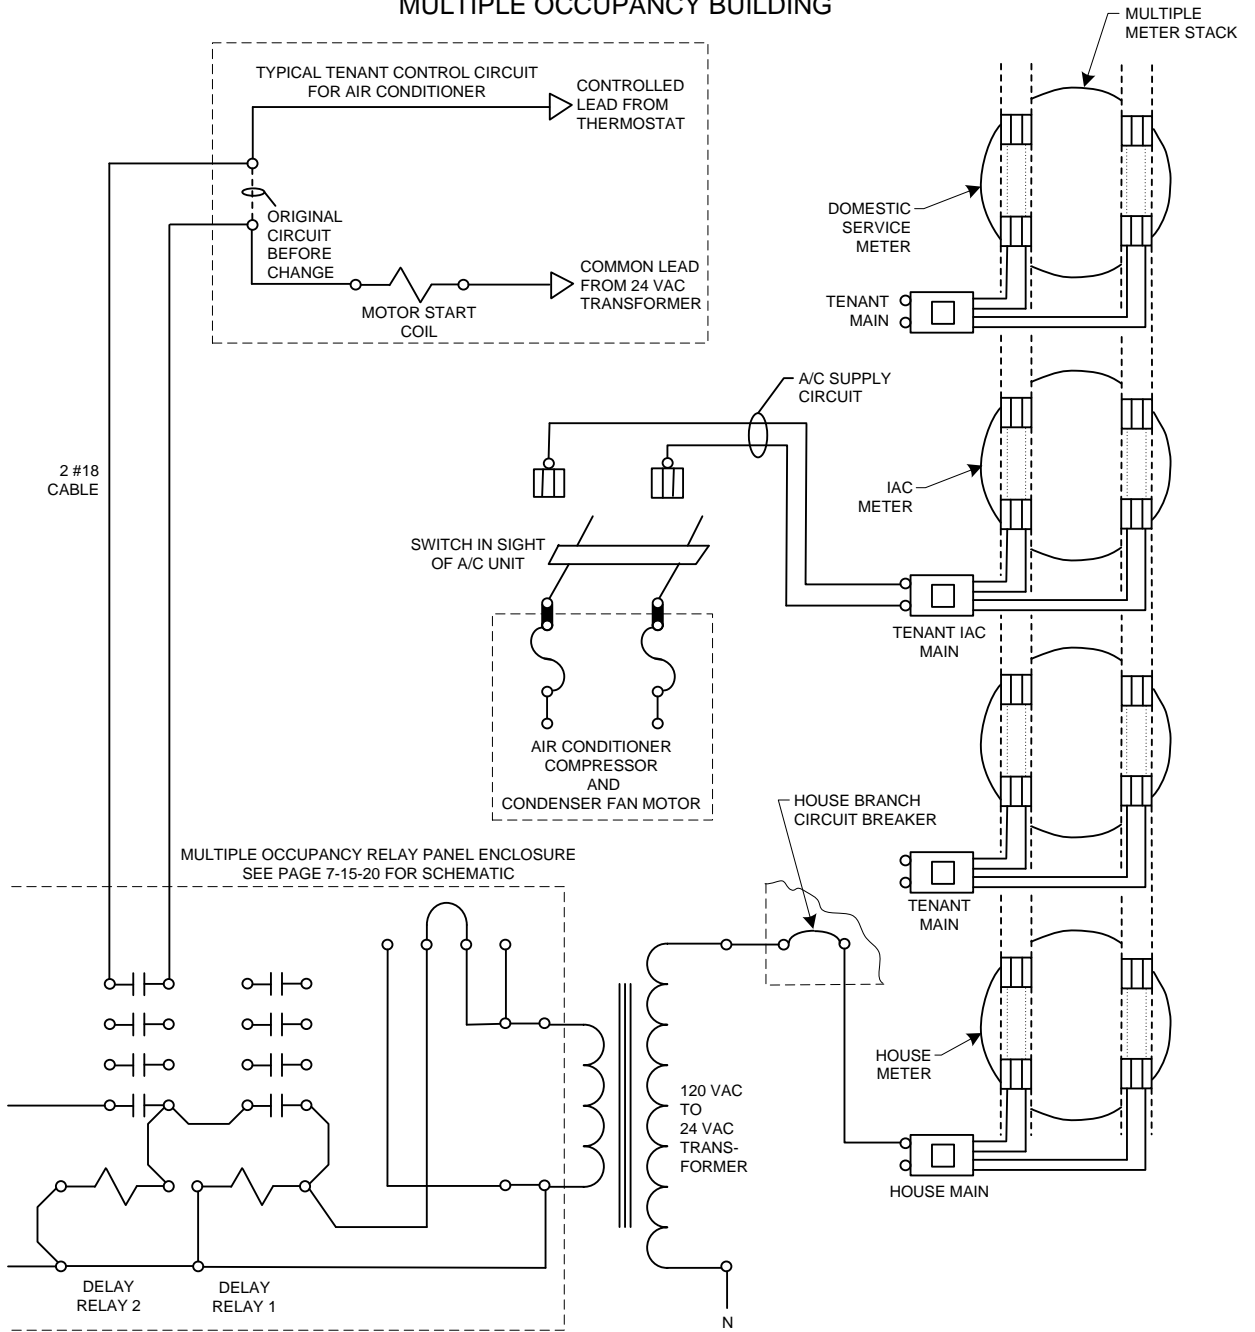 MULTIPLE OCCUPANCY BUILDING
MULTIPLE
METER STACK
TYPICAL TENANT CONTROL CIRCUIT
FOR AIR CONDITIONER
CONTROLLED
LEAD FROM
THERMOSTAT
ORIGINAL
CIRCUIT
BEFORE
CHANGE
COMMON LEAD
FROM 24 VAC
TRANSFORMER
MOTOR START
COIL
DOMESTIC
SERVICE
METER
TENANT
MAIN
A/C SUPPLY
CIRCUIT
2 #18
CABLE
IAC
METER
SWITCH IN SIGHT
OF A/C UNIT
TENANT IAC
MAIN
AIR CONDITIONER
COMPRESSOR
AND
CONDENSER FAN MOTOR
HOUSE BRANCH
CIRCUIT BREAKER
MULTIPLE OCCUPANCY RELAY PANEL ENCLOSURE
SEE PAGE 7-15-20 FOR SCHEMATIC
TENANT
MAIN
HOUSE
METER
120 VAC
TO
24 VAC
TRANS-
FORMER
HOUSE MAIN
DELAY
RELAY 2
DELAY
RELAY 1
N